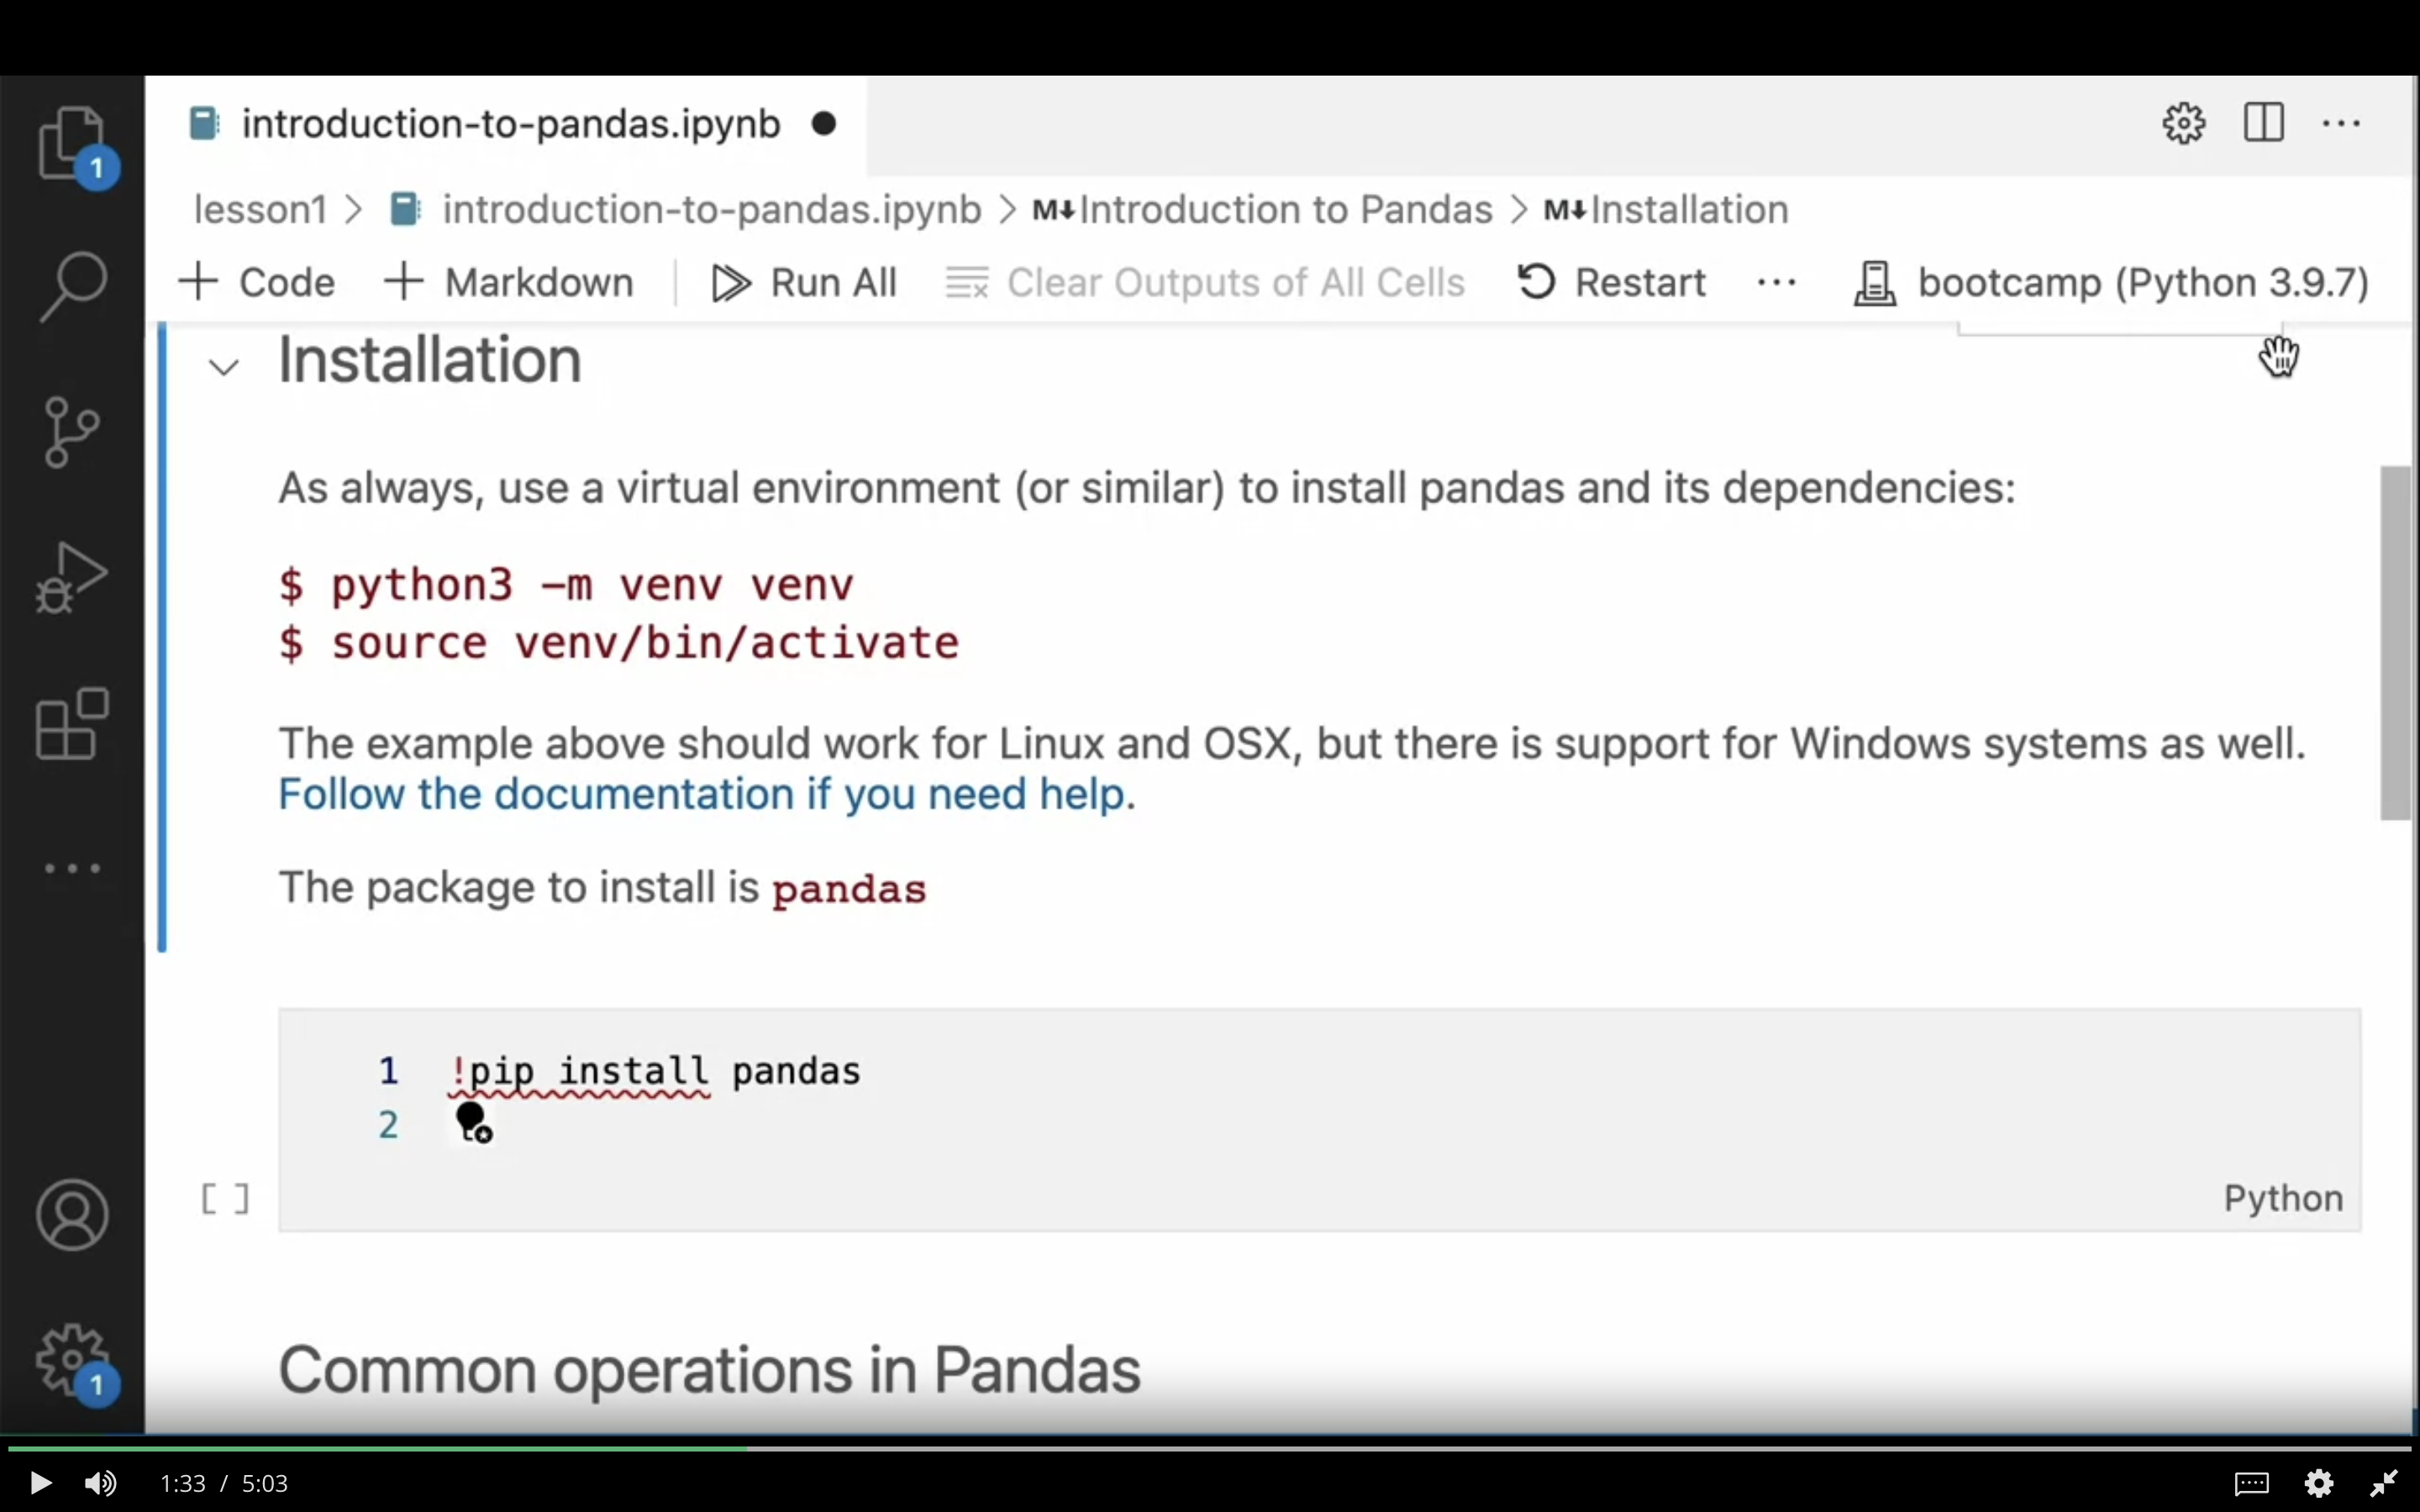 introduction-to-pandas.ipynb
1
lesson1 > introduction-to-pandas.ipynb > M↓Introduction to Pandas > M↓Installation
+ Code + Markdown Run All Clear Outputs of All Cells Restart ... bootcamp (Python 3.9.7)
Installation
As always, use a virtual environment (or similar) to install pandas and its dependencies:
$ python3 -m venv venv
$ source venv/bin/activate
The example above should work for Linux and OSX, but there is support for Windows systems as well.
Follow the documentation if you need help.
The package to install is pandas
1 !pip install pandas
2
[ ]
Python
Common operations in Pandas
1
1:33 / 5:03